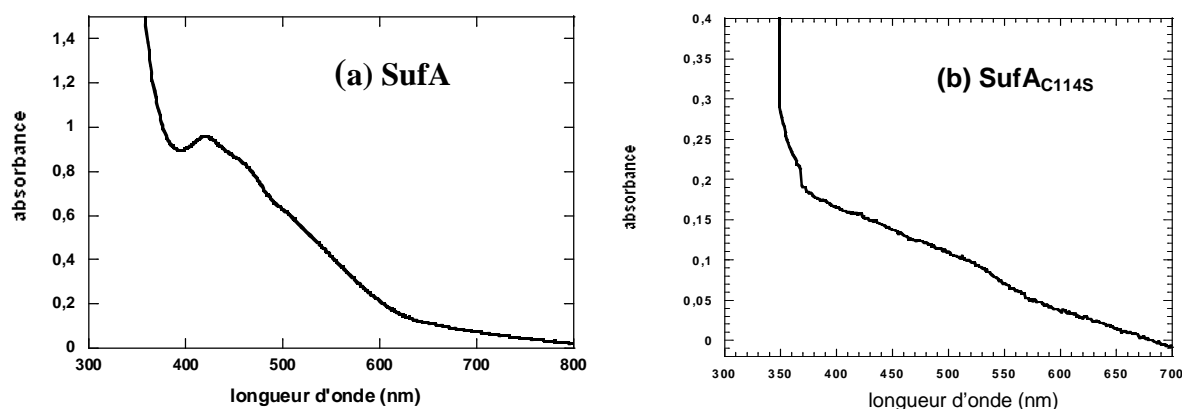 (a) SufA
absorbance
1,4
1,2
1
0,8
0,6
0,4
0,2
0
300 400 500 600 700 800
longueur d'onde (nm)
(b) SufAC114S
absorbance
0,4
0,35
0,3
0,25
0,2
0,15
0,1
0,05
0
300 350 400 450 500 550 600 650 700
longueur d’onde (nm)